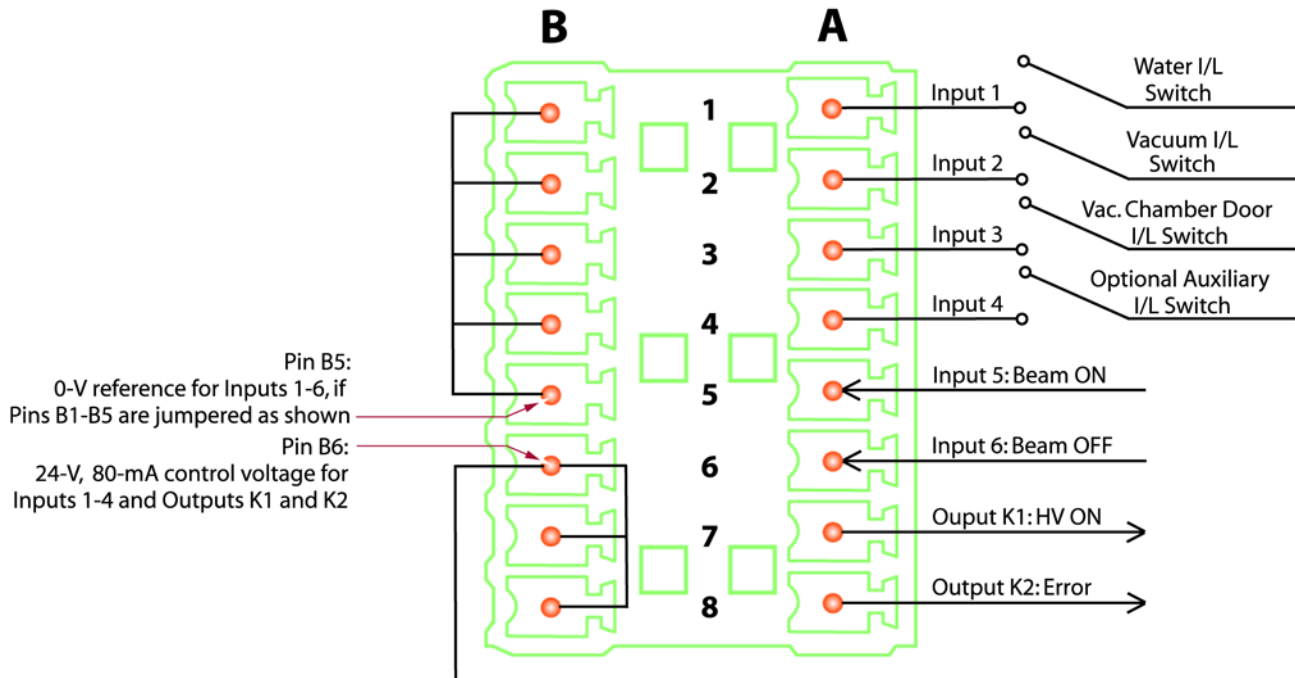 B
A
1
2
3
4
5
6
7
8
Input 1
Water I/L
Switch
Input 2
Vacuum I/L
Switch
Input 3
Vac. Chamber Door
I/L Switch
Input 4
Optional Auxiliary
I/L Switch
Input 5: Beam ON
Input 6: Beam OFF
Ouput K1: HV ON
Output K2: Error
Pin B5:
0-V reference for Inputs 1-6, if
Pins B1-B5 are jumpered as shown
Pin B6:
24-V, 80-mA control voltage for
Inputs 1-4 and Outputs K1 and K2